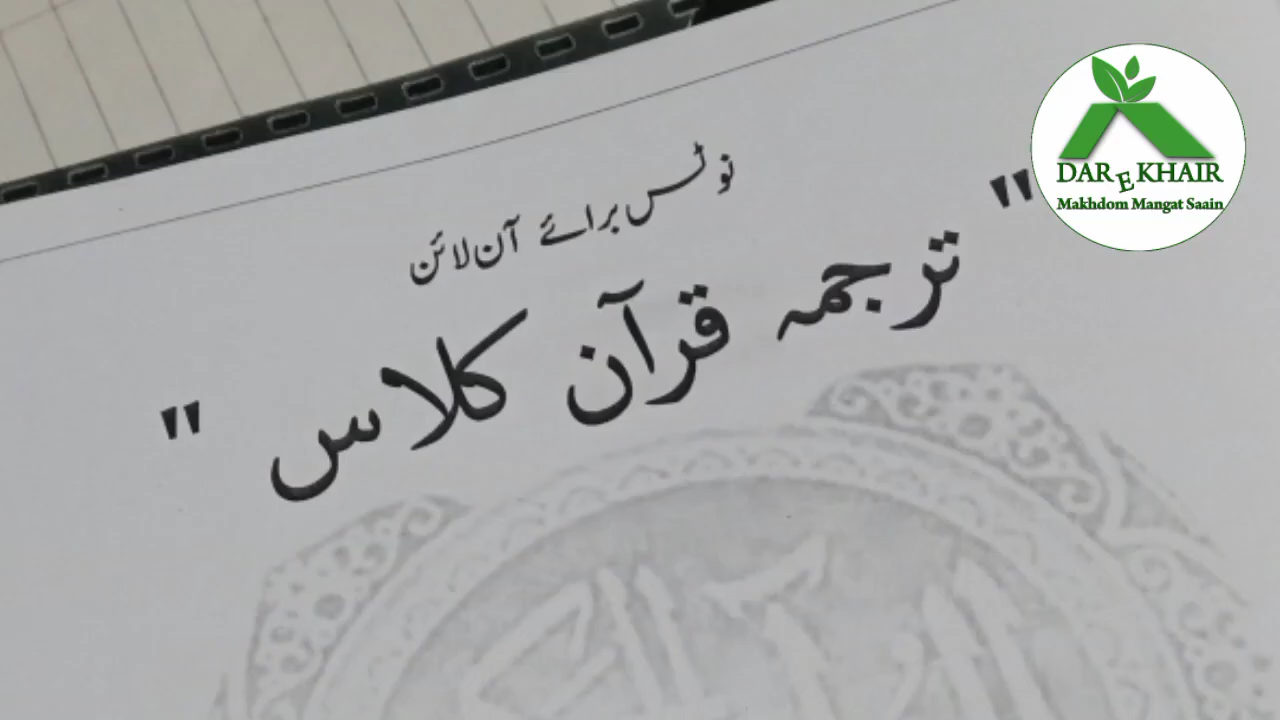 نوٹس برائے آن لائن
" ترجمہ قرآن کلاس "
DAR E KHAIR
Makhdom Mangat Saain